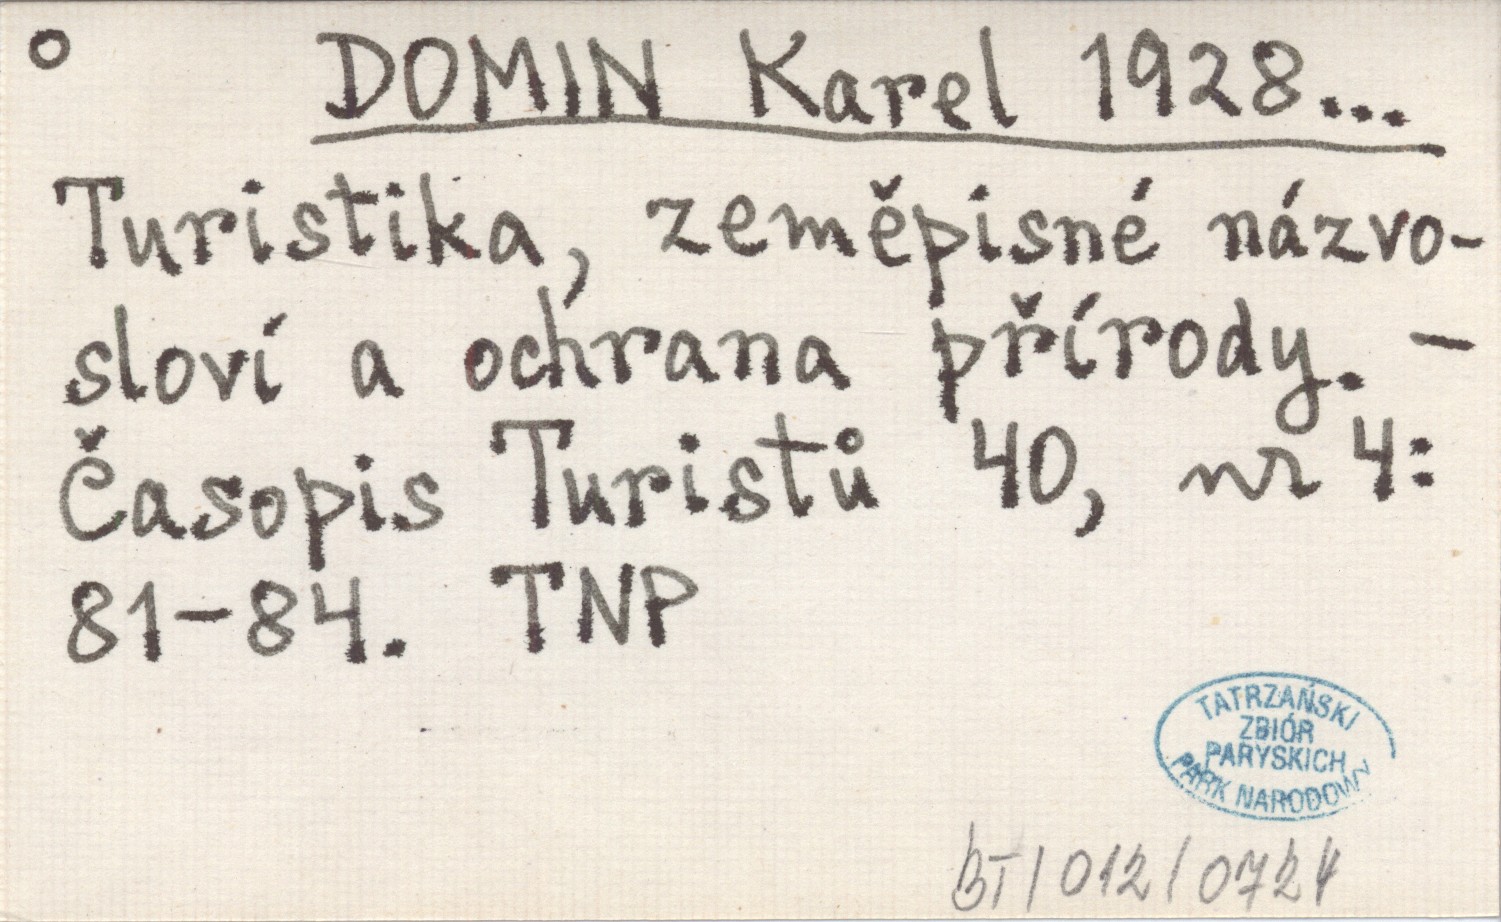 o DOMIN Karel 1928...
Turistika, zeměpisné názvo-
sloví a ochrana přírody. –
Časopis Turistů 40, nr 4:
81–84. TNP
TATRZAŃSKI
ZBIÓR
PARYSKICH
PARK NARODOWY
BT/012/0724